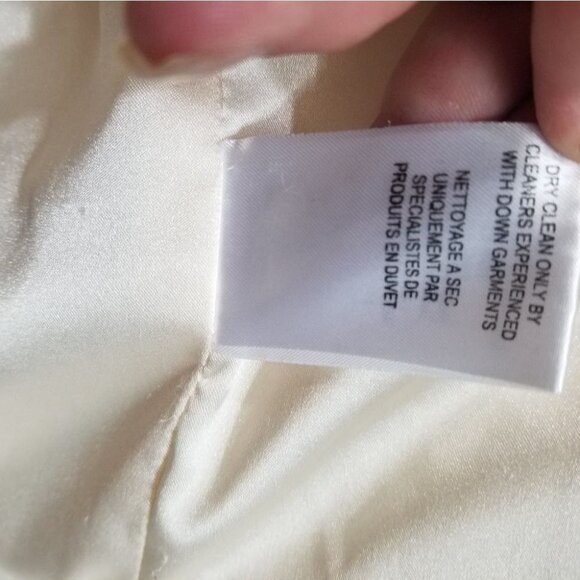 DRY CLEAN ONLY BY
CLEANERS EXPERIENCED
WITH DOWN GARMENTS
NETTOYAGE A SEC
UNIQUEMENT PAR
SPECIALISTES DE
PRODUITS EN DUVET